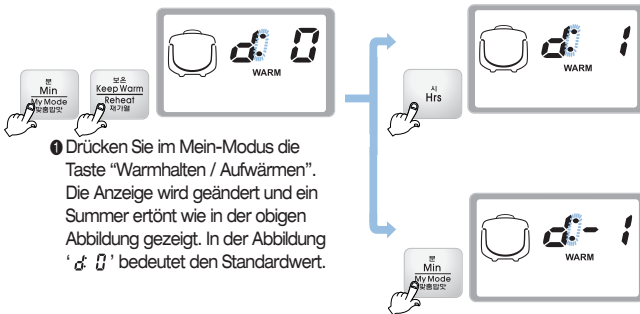 분
Min
My Mode
맞춤밥맛
보온
Keep Warm
Reheat
재가열
d: 0
WARM
❶ Drücken Sie im Mein-Modus die
Taste “Warmhalten / Aufwärmen”.
Die Anzeige wird geändert und ein
Summer ertönt wie in der obigen
Abbildung gezeigt. In der Abbildung
‘ d: 0 ’ bedeutet den Standardwert.
시
Hrs
d: 1
WARM
분
Min
My Mode
맞춤밥맛
d:- 1
WARM